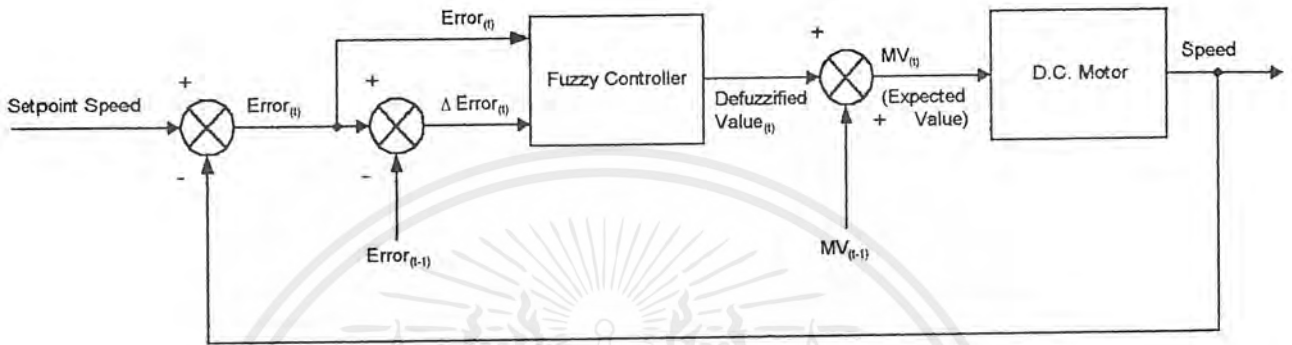 Error(t)
Setpoint Speed
+
-
Error(t)
+
-
Δ Error(t)
Error(t-1)
Fuzzy Controller
Defuzzified
Value(t)
+
+
MV(t)
(Expected
Value)
MV(t-1)
D.C. Motor
Speed